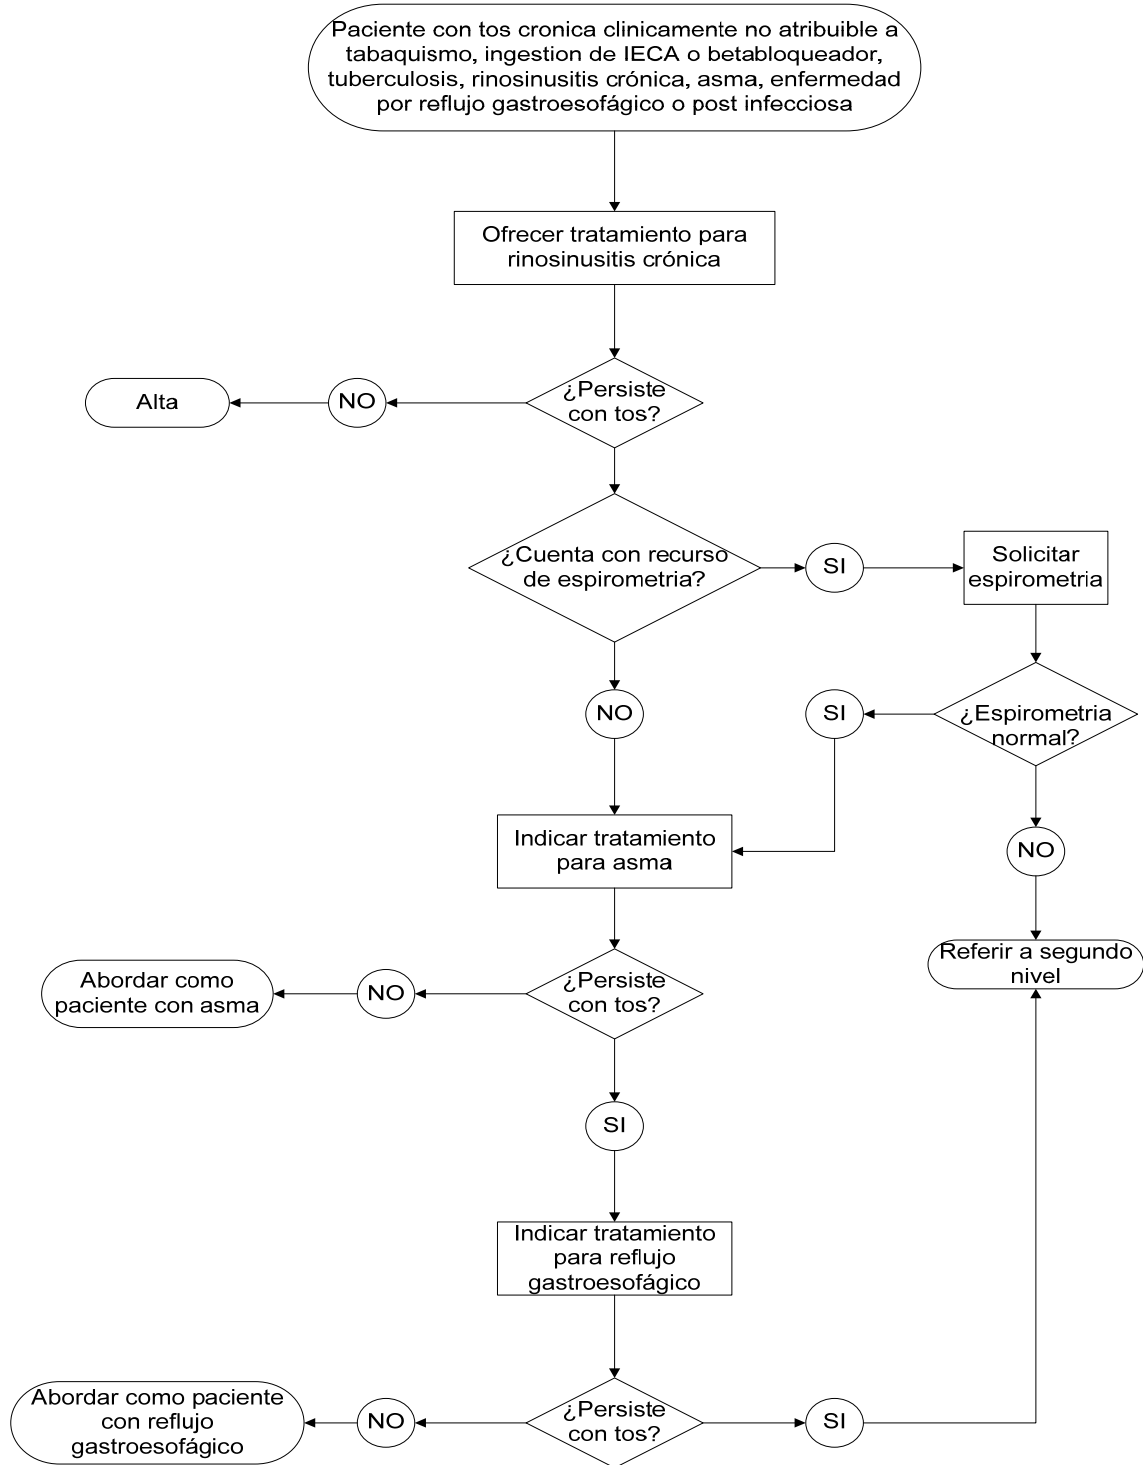 Paciente con tos cronica clinicamente no atribuible a
tabaquismo, ingestion de IECA o betabloqueador,
tuberculosis, rinosinusitis crónica, asma, enfermedad
por reflujo gastroesofágico o post infecciosa
Ofrecer tratamiento para
rinosinusitis crónica
¿Persiste
con tos?
NO
Alta
¿Cuenta con recurso
de espirometria?
SI
Solicitar
espirometria
NO
SI
¿Espirometria
normal?
Indicar tratamiento
para asma
NO
Referir a segundo
nivel
¿Persiste
con tos?
NO
Abordar como
paciente con asma
SI
Indicar tratamiento
para reflujo
gastroesofágico
¿Persiste
con tos?
NO
Abordar como paciente
con reflujo
gastroesofágico
SI